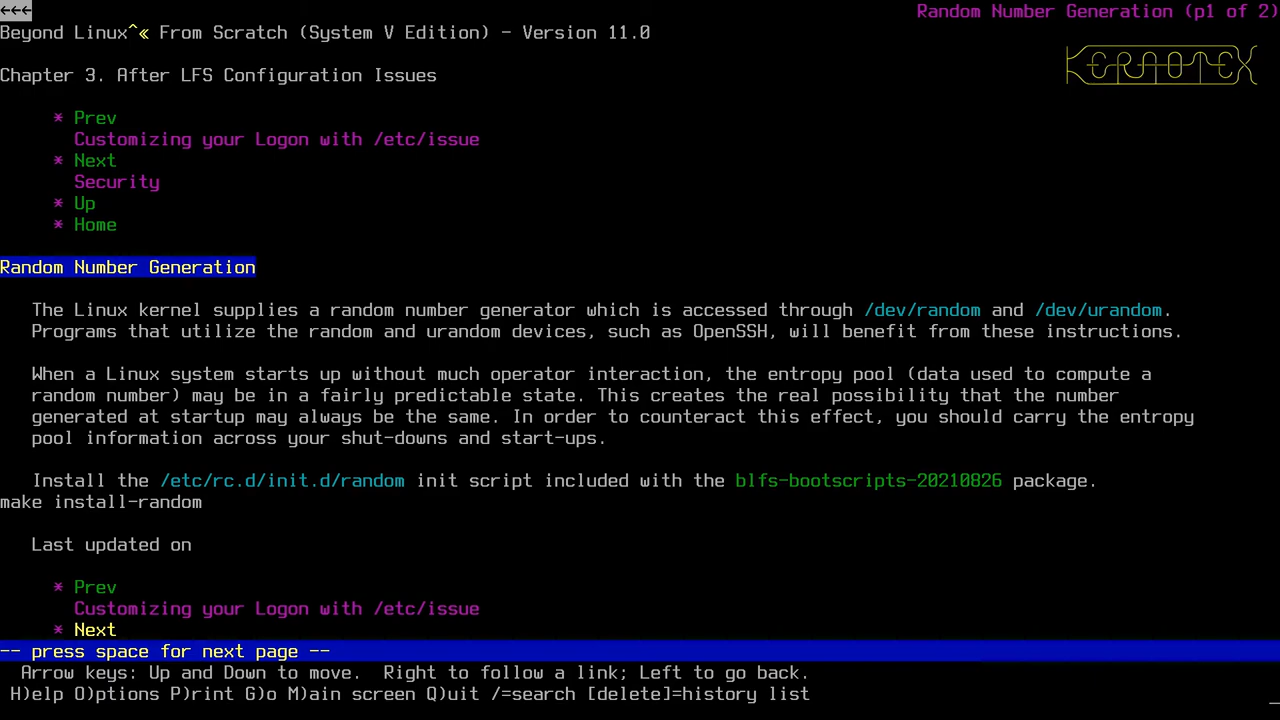 ←←←
Random Number Generation (p1 of 2)
Beyond Linux^« From Scratch (System V Edition) - Version 11.0
KERAOTEX
Chapter 3. After LFS Configuration Issues
* Prev
Customizing your Logon with /etc/issue
* Next
Security
* Up
* Home
Random Number Generation
The Linux kernel supplies a random number generator which is accessed through /dev/random and /dev/urandom.
Programs that utilize the random and urandom devices, such as OpenSSH, will benefit from these instructions.
When a Linux system starts up without much operator interaction, the entropy pool (data used to compute a
random number) may be in a fairly predictable state. This creates the real possibility that the number
generated at startup may always be the same. In order to counteract this effect, you should carry the entropy
pool information across your shut-downs and start-ups.
Install the /etc/rc.d/init.d/random init script included with the blfs-bootscripts-20210826 package.
make install-random
Last updated on
* Prev
Customizing your Logon with /etc/issue
* Next
-- press space for next page --
Arrow keys: Up and Down to move.  Right to follow a link; Left to go back.
H)elp O)ptions P)rint G)o M)ain screen Q)uit /=search [delete]=history list